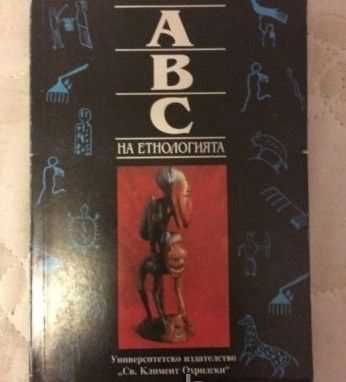 А
В
С
НА ЕТНОЛОГИЯТА
Университетско издателство
„Св. Климент Охридски“